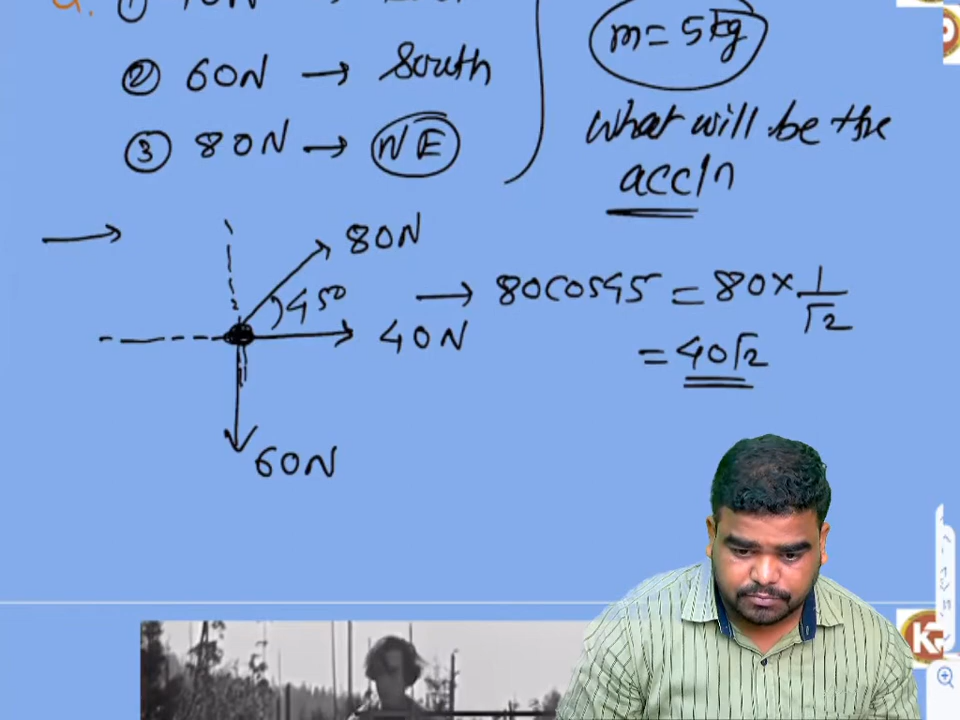 ② 60N → South
③ 80N → NE
m = 5kg
What will be the
acc/n
80N
45°
40N
60N
→ 80cos45 = 80 × 1/√2
= 40√2